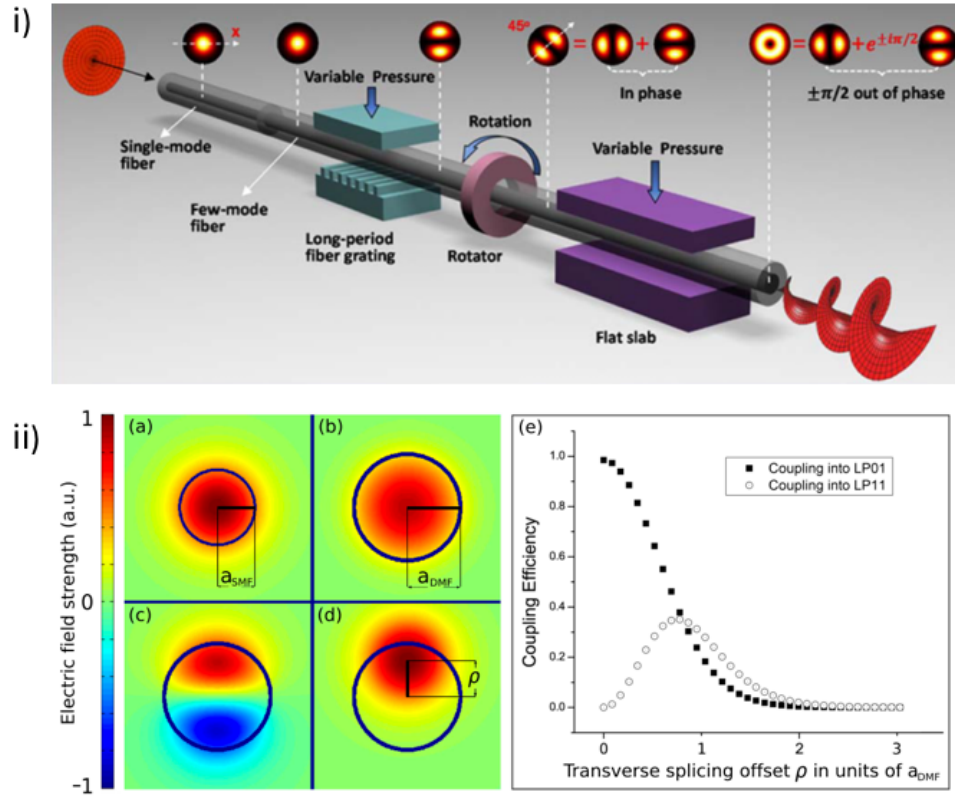 i)
x
45°
=
+
= + e^{±iπ/2}
In phase
±π/2 out of phase
Variable Pressure
Rotation
Variable Pressure
Single-mode
fiber
Few-mode
fiber
Long-period
fiber grating
Rotator
Flat slab
ii)
Electric field strength (a.u.)
1
0
-1
(a)
a_SMF
(b)
a_DMF
(c)
(d)
ρ
(e)
Coupling into LP01
Coupling into LP11
Coupling Efficiency
1.0
0.8
0.6
0.4
0.2
0.0
0 1 2 3
Transverse splicing offset ρ in units of a_DMF